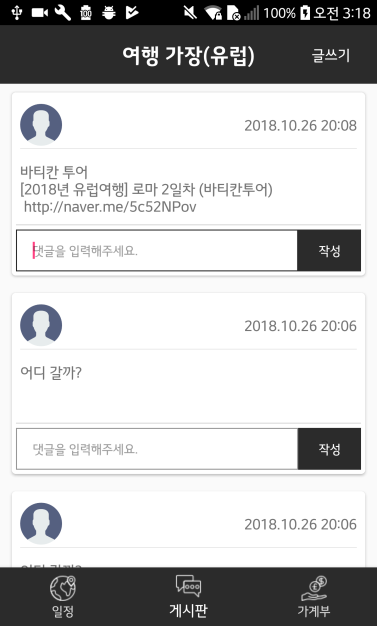 100% 오전 3:18
여행 가장(유럽) 글쓰기
2018.10.26 20:08
바티칸 투어
[2018년 유럽여행] 로마 2일차 (바티칸투어)
http://naver.me/5c52NPov
댓글을 입력해주세요. 작성
2018.10.26 20:06
어디 갈까?
댓글을 입력해주세요. 작성
2018.10.26 20:06
일정 게시판 가계부